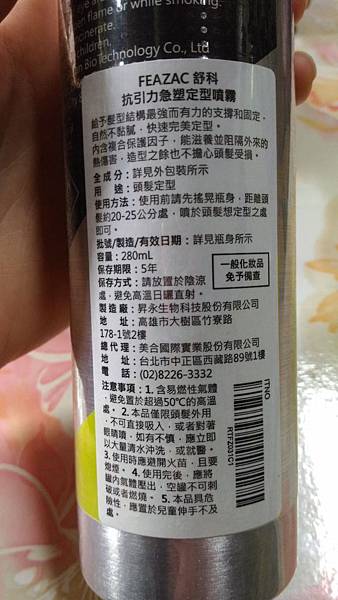 en flame or while smoking.
cinerate.
children.
n BioTechnology Co., Ltd
FEAZAC 舒科
抗引力急塑定型噴霧
給予髮型結構最強而有力的支撐和固定，
自然不黏膩，快速完美定型。
內含複合保護因子，能滋養並阻隔外來的
熱傷害，造型之餘也不擔心頭髮受損。
全成分：詳見外包裝所示
用　途：頭髮定型
使用方法：使用前請先搖晃瓶身，距離頭
髮約20-25公分處，噴於頭髮想定型之處
即可。
批號/製造/有效日期：詳見瓶身所示
容量：280mL
保存期限：5年
保存方式：請放置於陰涼
處，避免高溫日曬直射。
一般化粧品
免予備查
製造廠：昇永生物科技股份有限公司
地　址：高雄市大樹區竹寮路
178-1號2樓
總代理：美合國際實業股份有限公司
地　址：台北市中正區西藏路89號1樓
電　話：(02)8226-3332
注意事項：1. 含易燃性氣體
，避免置於超過50℃的高溫
處。2. 本品僅限頭髮外用
，不可直接吸入，或者對著
眼睛噴，如有不慎，應立即
以大量清水沖洗，或就醫。
3. 使用時應避開火苗，且要
熄煙。4. 使用完後，應將
罐內氣體壓出，空罐不可刺
破或者燃燒。5. 本品具危
險性，應置於兒童伸手不及
處。
RTFZ031C1